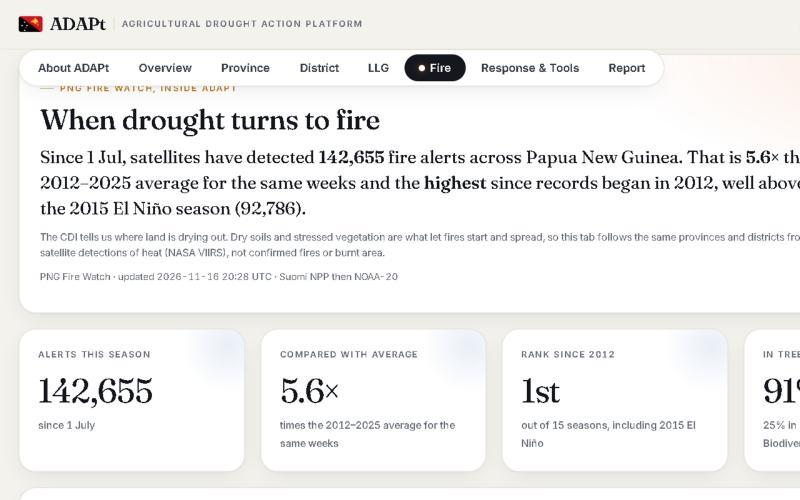 ADAPt AGRICULTURAL DROUGHT ACTION PLATFORM
About ADAPt Overview Province District LLG Fire Response & Tools Report
PNG FIRE WATCH, INSIDE ADAPT
When drought turns to fire
Since 1 Jul, satellites have detected 142,655 fire alerts across Papua New Guinea. That is 5.6× th
2012–2025 average for the same weeks and the highest since records began in 2012, well above
the 2015 El Niño season (92,786).
The CDI tells us where land is drying out. Dry soils and stressed vegetation are what let fires start and spread, so this tab follows the same provinces and districts fro
satellite detections of heat (NASA VIIRS), not confirmed fires or burnt area.
PNG Fire Watch · updated 2026-11-16 20:28 UTC · Suomi NPP then NOAA-20
ALERTS THIS SEASON
142,655
since 1 July
COMPARED WITH AVERAGE
5.6×
times the 2012–2025 average for the
same weeks
RANK SINCE 2012
1st
out of 15 seasons, including 2015 El
Niño
IN TREE
91%
25% in
Biodiver